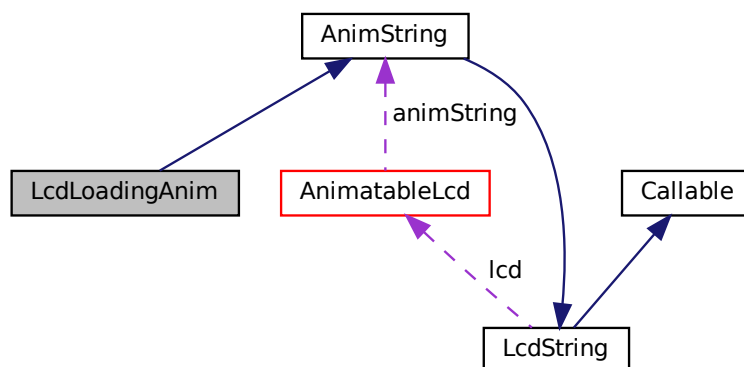 AnimString
animString
LcdLoadingAnim
AnimatableLcd
Callable
lcd
LcdString